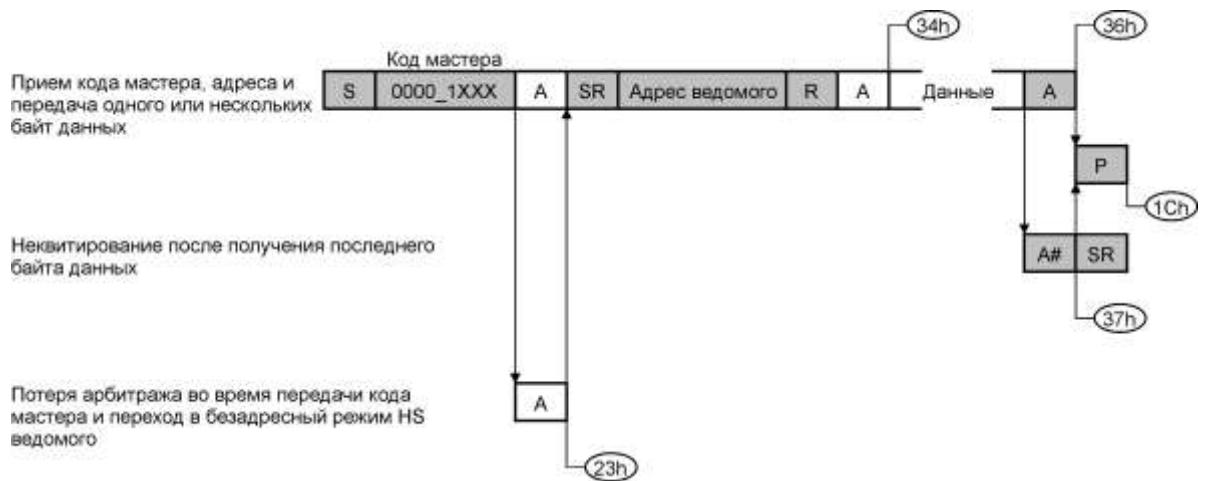 34h
36h
Код мастера
Прием кода мастера, адреса и
передача одного или нескольких
байт данных
S 0000_1XXX A SR Адрес ведомого R A Данные A
P
1Ch
Неквитирование после получения последнего
байта данных
A# SR
37h
Потеря арбитража во время передачи кода
мастера и переход в безадресный режим HS
ведомого
A
23h